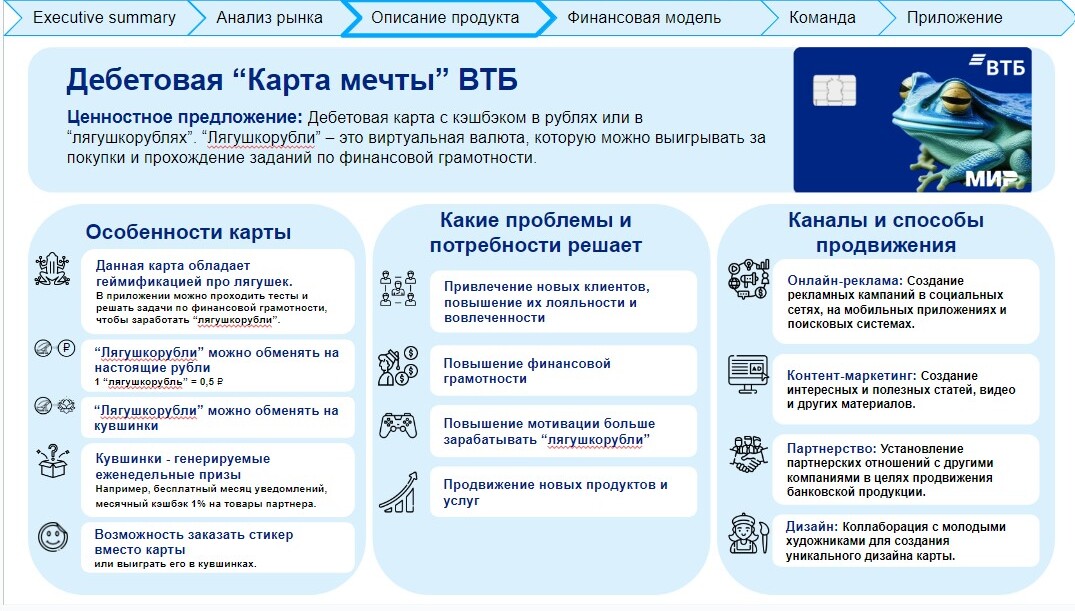 Executive summary
Анализ рынка
Описание продукта
Финансовая модель
Команда
Приложение
Дебетовая “Карта мечты” ВТБ
Ценностное предложение: Дебетовая карта с кэшбэком в рублях или в
“лягушкорублях”. “Лягушкорубли” – это виртуальная валюта, которую можно выигрывать за
покупки и прохождение заданий по финансовой грамотности.
ВТБ
МИР
Особенности карты
Данная карта обладает
геймификацией про лягушек.
В приложении можно проходить тесты и
решать задачи по финансовой грамотности,
чтобы заработать “лягушкорубли”.
“Лягушкорубли” можно обменять на
настоящие рубли
1 “лягушкорубль” = 0,5 ₽
“Лягушкорубли” можно обменять на
кувшинки
Кувшинки - генерируемые
еженедельные призы
Например, бесплатный месяц уведомлений,
месячный кэшбэк 1% на товары партнера.
Возможность заказать стикер
вместо карты
или выиграть его в кувшинках.
Какие проблемы и
потребности решает
Привлечение новых клиентов,
повышение их лояльности и
вовлеченности
Повышение финансовой
грамотности
Повышение мотивации больше
зарабатывать “лягушкорубли”
Продвижение новых продуктов и
услуг
Каналы и способы
продвижения
Онлайн-реклама: Создание
рекламных кампаний в социальных
сетях, на мобильных приложениях и
поисковых системах.
AD
Контент-маркетинг: Создание
интересных и полезных статей, видео
и других материалов.
Партнерство: Установление
партнерских отношений с другими
компаниями в целях продвижения
банковской продукции.
Дизайн: Коллаборация с молодыми
художниками для создания
уникального дизайна карты.